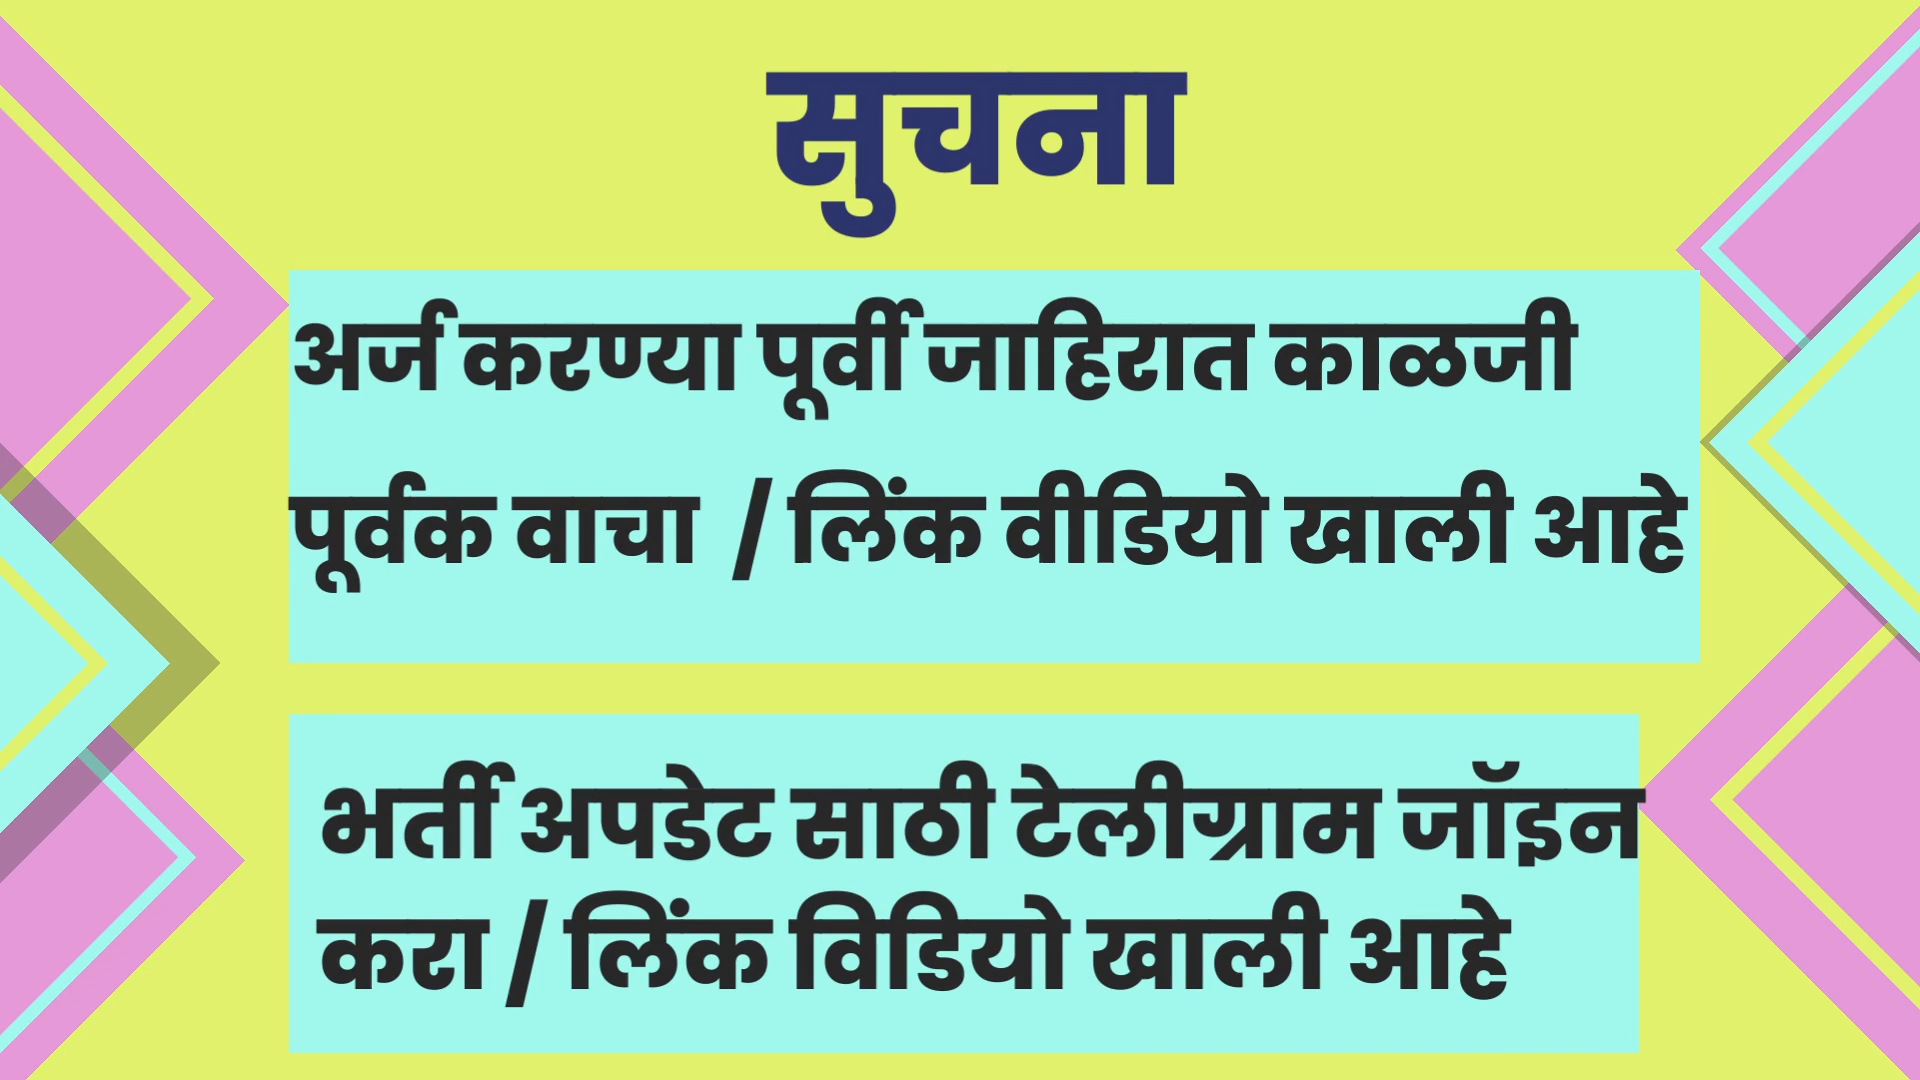 सुचना
अर्ज करण्या पूर्वी जाहिरात काळजी
पूर्वक वाचा / लिंक वीडियो खाली आहे
भर्ती अपडेट साठी टेलीग्राम जॉइन
करा / लिंक विडियो खाली आहे